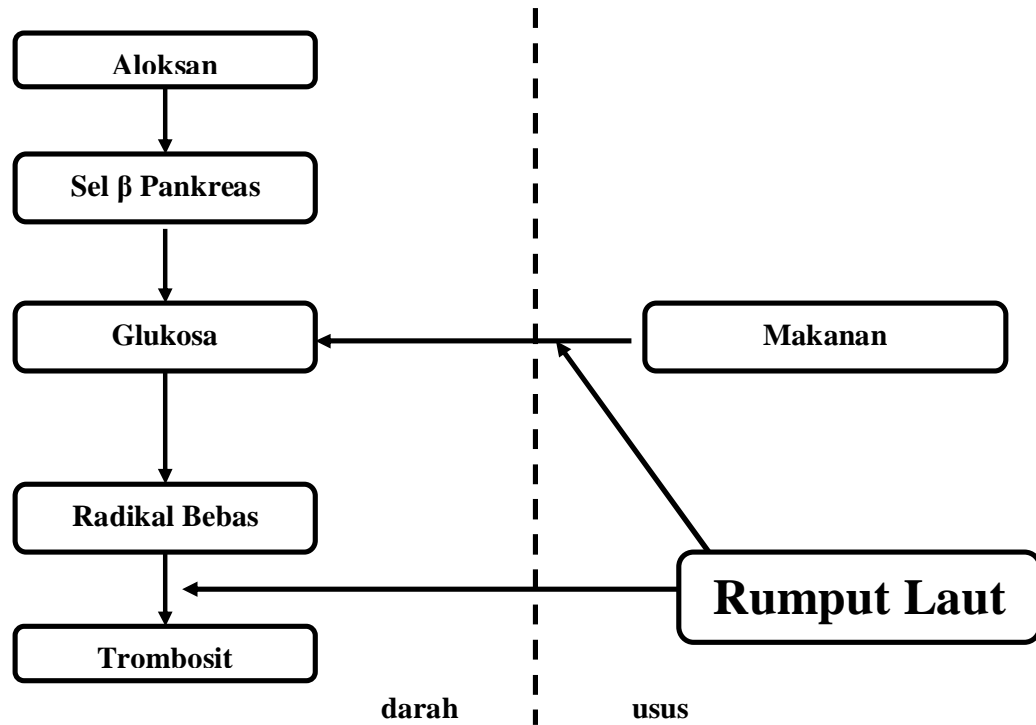 Aloksan
Sel β Pankreas
Glukosa
Makanan
Radikal Bebas
Rumput Laut
Trombosit
darah
usus